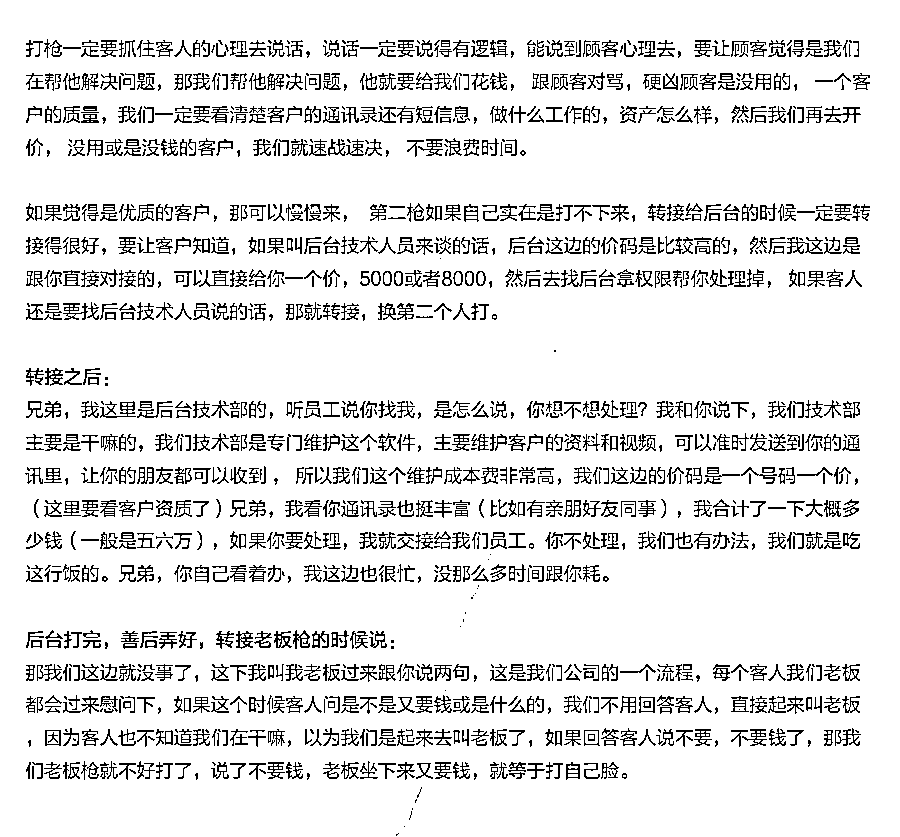 打枪一定要抓住客人的心理去说话，说话一定要说得有逻辑，能说到顾客心理去，要让顾客觉得是我们
在帮他解决问题，那我们帮他解决问题，他就要给我们花钱， 跟顾客对骂，硬凶顾客是没用的， 一个客
户的质量，我们一定要看清楚客户的通讯录还有短信息，做什么工作的，资产怎么样，然后我们再去开
价， 没用或是没钱的客户，我们就速战速决， 不要浪费时间。
如果觉得是优质的客户，那可以慢慢来， 第二枪如果自己实在是打不下来，转接给后台的时候一定要转
接得很好，要让客户知道，如果叫后台技术人员来谈的话，后台这边的价码是比较高的，然后我这边是
跟你直接对接的，可以直接给你一个价，5000或者8000，然后去找后台拿权限帮你处理掉， 如果客人
还是要找后台技术人员说的话，那就转接，换第二个人打。
转接之后：
兄弟，我这里是后台技术部的，听员工说你找我，是怎么说，你想不想处理？我和你说下，我们技术部
主要是干嘛的，我们技术部是专门维护这个软件，主要维护客户的资料和视频，可以准时发送到你的通
讯里，让你的朋友都可以收到 ， 所以我们这个维护成本费非常高，我们这边的价码是一个号码一个价，
（这里要看客户资质了）兄弟，我看你通讯录也挺丰富（比如有亲朋好友同事），我合计了一下大概多
少钱（一般是五六万），如果你要处理，我就交接给我们员工。你不处理，我们也有办法，我们就是吃
这行饭的。兄弟，你自己看着办，我这边也很忙，没那么多时间跟你耗。
后台打完，善后弄好，转接老板枪的时候说：
那我们这边就没事了，这下我叫我老板过来跟你说两句，这是我们公司的一个流程，每个客人我们老板
都会过来慰问下，如果这个时候客人问是不是又要钱或是什么的，我们不用回答客人，直接起来叫老板
，因为客人也不知道我们在干嘛，以为我们是起来去叫老板了，如果回答客人说不要，不要钱了，那我
们老板枪就不好打了，说了不要钱，老板坐下来又要钱，就等于打自己脸。